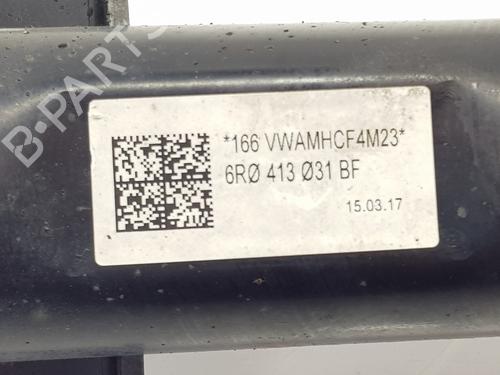 *166 VWAMHCF4M23*
6RØ 413 Ø31 BF
15.03.17
B-PARTS